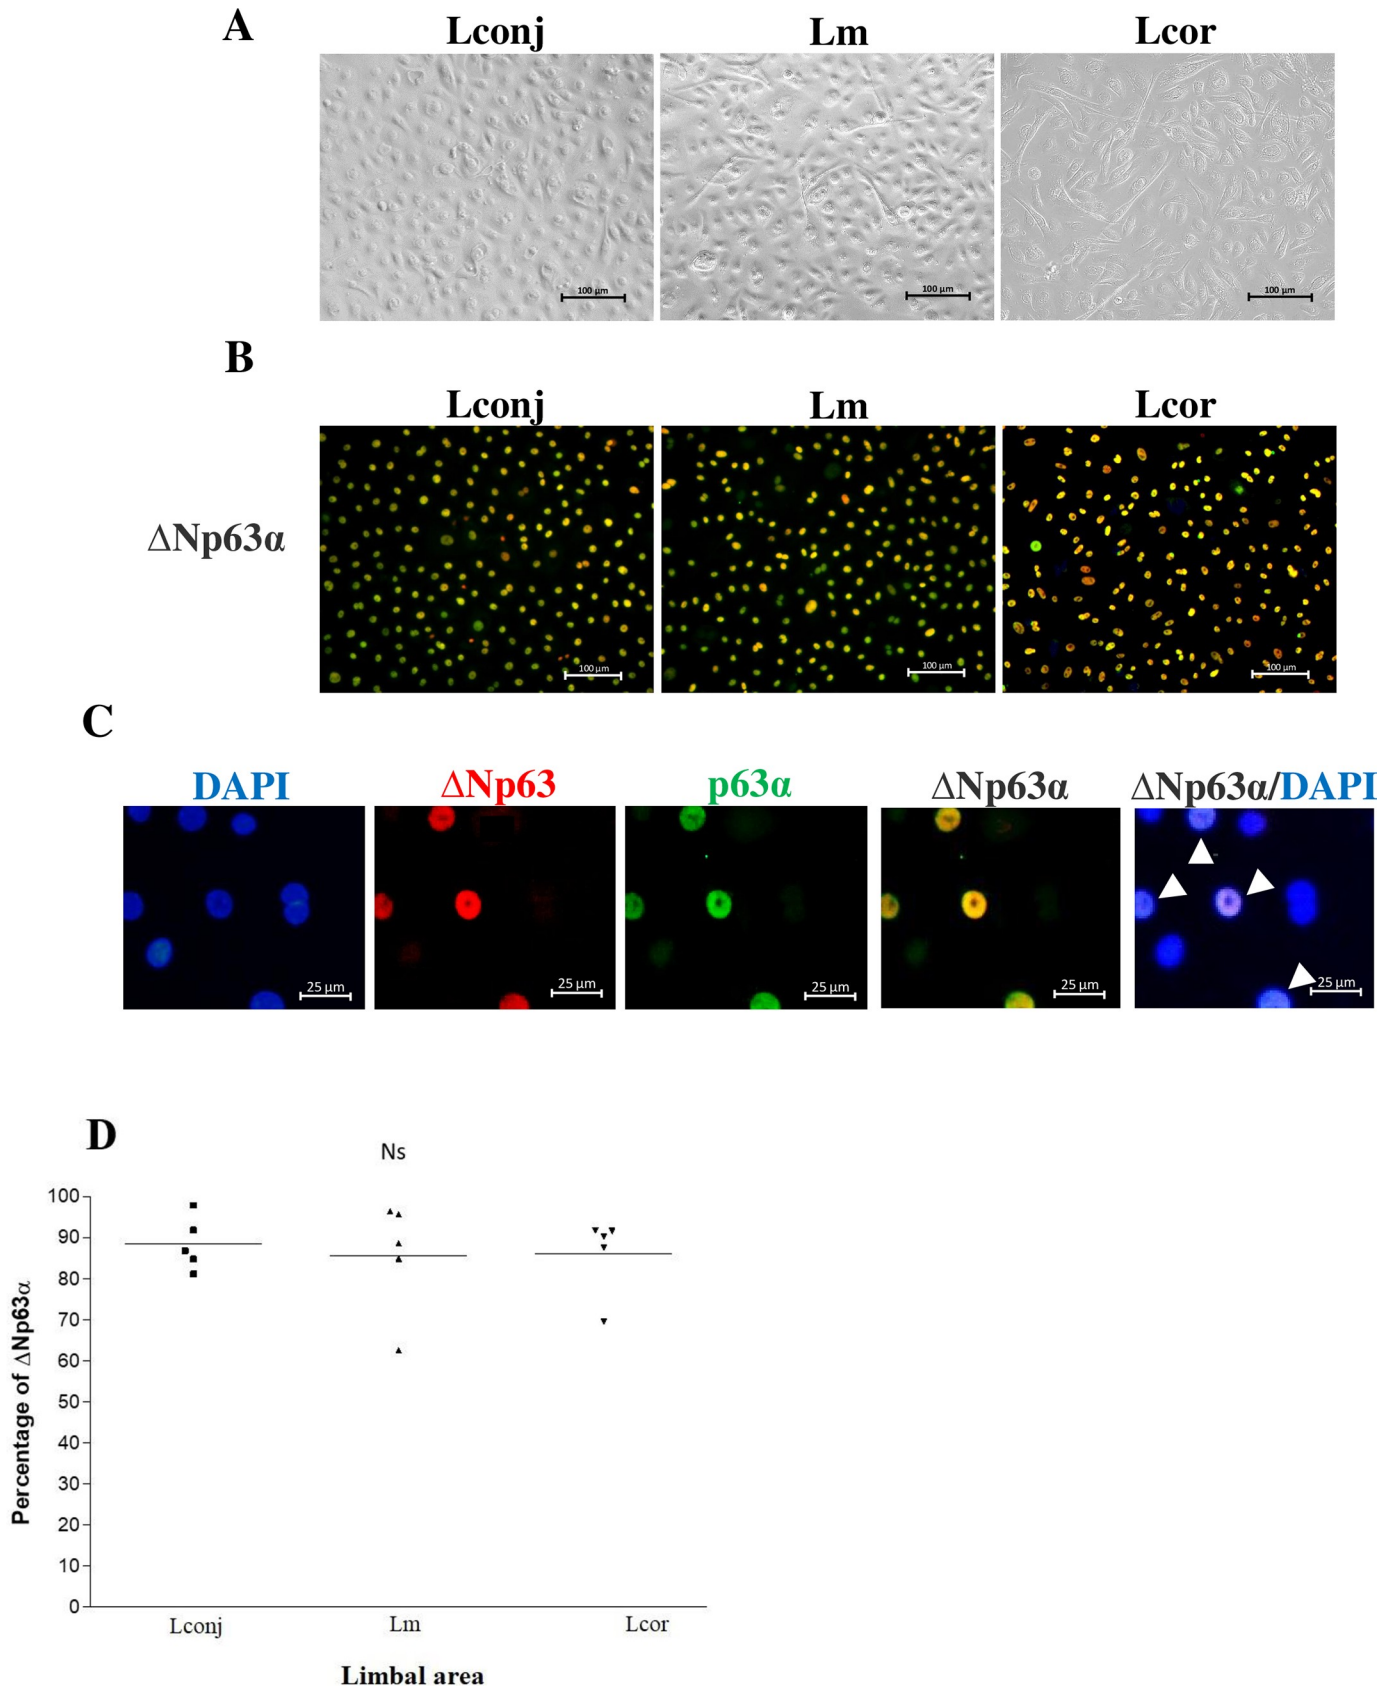 A
Lconj Lm Lcor
100 µm 100 µm 100 µm
B
Lconj Lm Lcor
ΔNp63α
100 µm 100 µm 100 µm
C
DAPI ΔNp63 p63α ΔNp63α ΔNp63α/DAPI
25 µm 25 µm 25 µm 25 µm 25 µm
D
Ns
100
90
80
70
60
50
40
30
20
10
0
Percentage of ΔNp63α
Lconj Lm Lcor
Limbal area